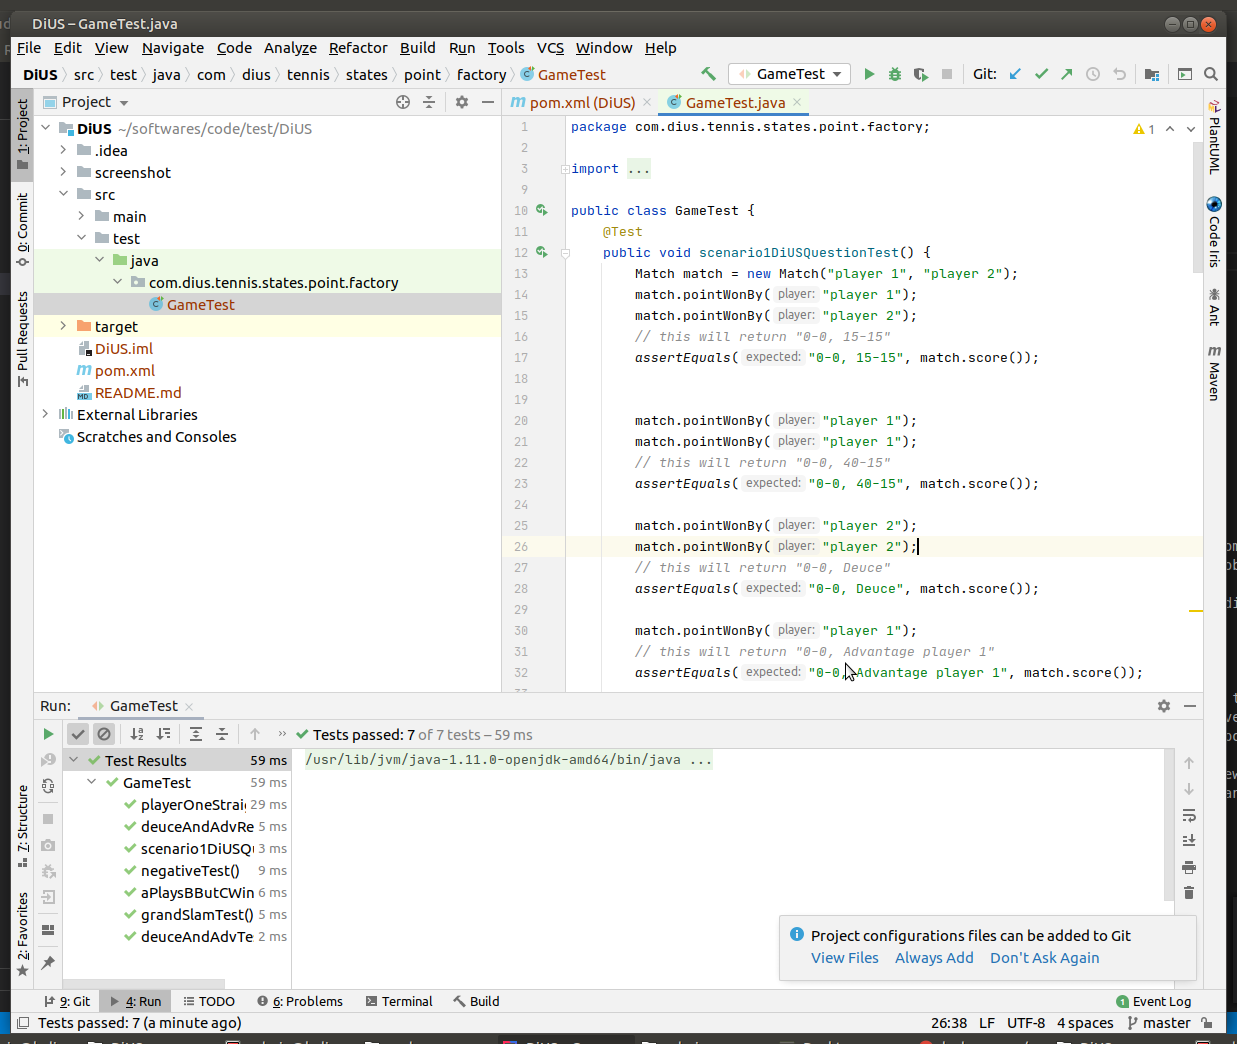 DiUS – GameTest.java
File Edit View Navigate Code Analyze Refactor Build Run Tools VCS Window Help
DiUS src test java com dius tennis states point factory GameTest GameTest Git:
1: Project
0: Commit
Pull Requests
7: Structure
2: Favorites
Project
DiUS ~/softwares/code/test/DiUS
.idea
screenshot
src
main
test
java
com.dius.tennis.states.point.factory
GameTest
target
DiUS.iml
pom.xml
README.md
External Libraries
Scratches and Consoles
pom.xml (DiUS) GameTest.java
1 package com.dius.tennis.states.point.factory;
2
3 import ...
9
10 public class GameTest {
11 @Test
12 public void scenario1DiUSQuestionTest() {
13 Match match = new Match("player 1", "player 2");
14 match.pointWonBy( player: "player 1");
15 match.pointWonBy( player: "player 2");
16 // this will return "0-0, 15-15"
17 assertEquals( expected: "0-0, 15-15", match.score());
18
19
20 match.pointWonBy( player: "player 1");
21 match.pointWonBy( player: "player 1");
22 // this will return "0-0, 40-15"
23 assertEquals( expected: "0-0, 40-15", match.score());
24
25 match.pointWonBy( player: "player 2");
26 match.pointWonBy( player: "player 2");
27 // this will return "0-0, Deuce"
28 assertEquals( expected: "0-0, Deuce", match.score());
29
30 match.pointWonBy( player: "player 1");
31 // this will return "0-0, Advantage player 1"
32 assertEquals( expected: "0-0, Advantage player 1", match.score());
1
PlantUML
Code Iris
Ant
Maven
Run: GameTest
Tests passed: 7 of 7 tests – 59 ms
Test Results 59 ms
GameTest 59 ms
playerOneStrai 29 ms
deuceAndAdvRe 5 ms
scenario1DiUSQu 3 ms
negativeTest() 9 ms
aPlaysBButCWin 6 ms
grandSlamTest() 5 ms
deuceAndAdvTe 2 ms
/usr/lib/jvm/java-1.11.0-openjdk-amd64/bin/java ...
Project configurations files can be added to Git
View Files Always Add Don't Ask Again
9: Git 4: Run TODO 6: Problems Terminal Build 1 Event Log
Tests passed: 7 (a minute ago) 26:38 LF UTF-8 4 spaces master